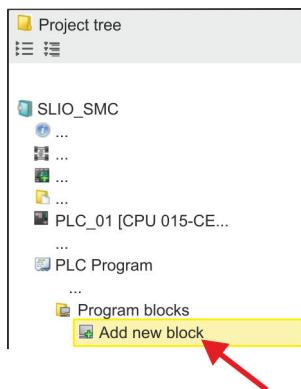 Project tree
SLIO_SMC
...
...
...
...
PLC_01 [CPU 015-CE...
...
PLC Program
...
Program blocks
Add new block